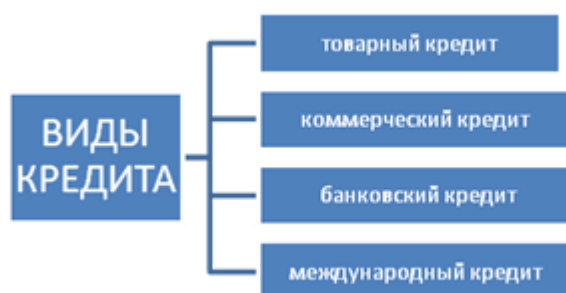 ВИДЫ
КРЕДИТА
товарный кредит
коммерческий кредит
банковский кредит
международный кредит